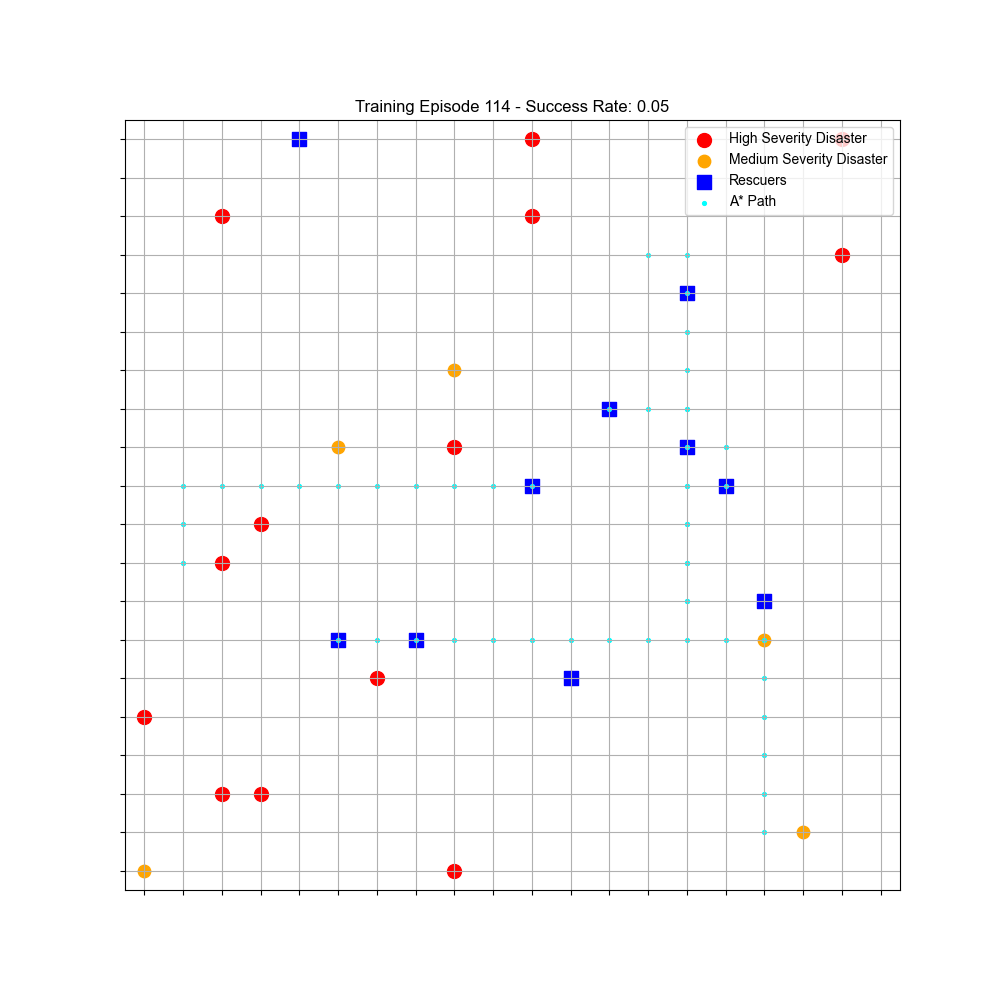 Training Episode 114 - Success Rate: 0.05
High Severity Disaster
Medium Severity Disaster
Rescuers
A* Path